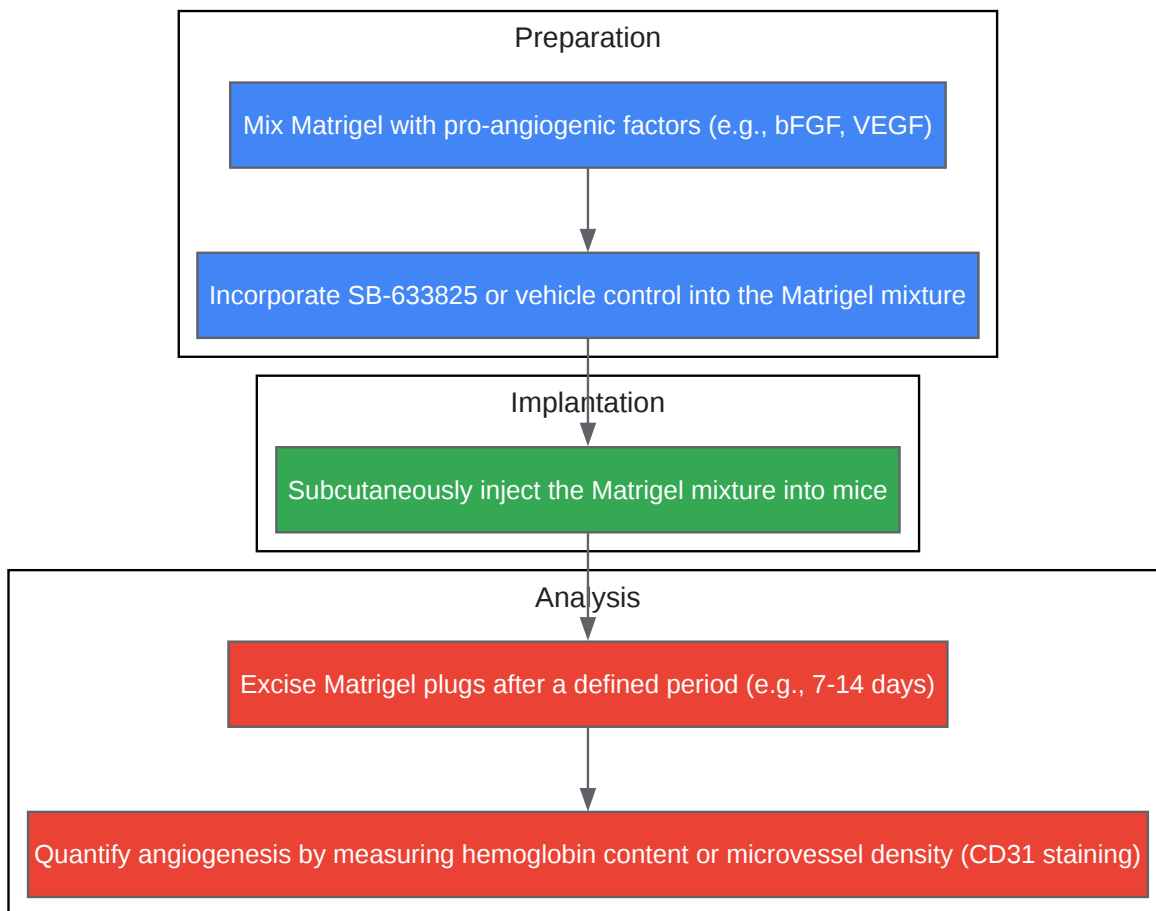 Preparation
Mix Matrigel with pro-angiogenic factors (e.g., bFGF, VEGF)
Incorporate SB-633825 or vehicle control into the Matrigel mixture
Implantation
Subcutaneously inject the Matrigel mixture into mice
Analysis
Excise Matrigel plugs after a defined period (e.g., 7-14 days)
Quantify angiogenesis by measuring hemoglobin content or microvessel density (CD31 staining)